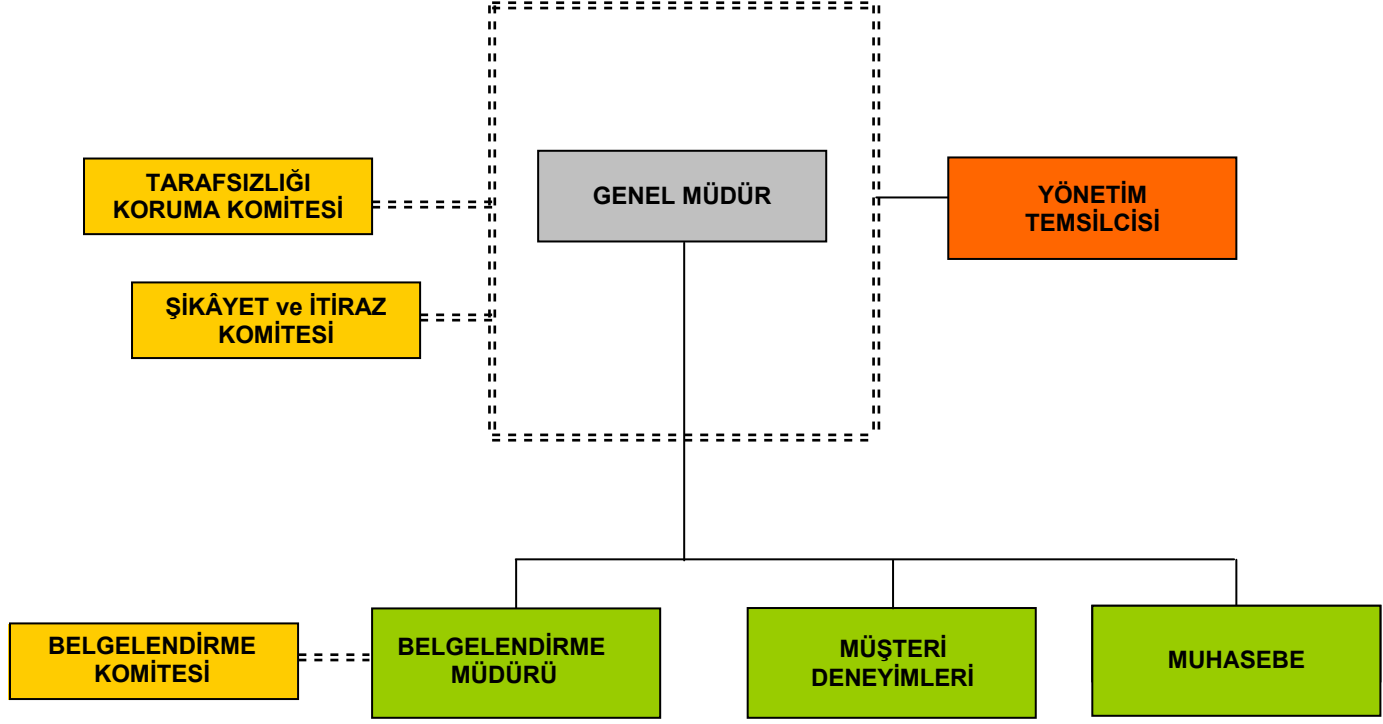 GENEL MÜDÜR
TARAFSIZLIĞI
KORUMA KOMİTESİ
YÖNETİM
TEMSİLCİSİ
ŞİKÂYET ve İTİRAZ
KOMİTESİ
BELGELENDİRME
KOMİTESİ
BELGELENDİRME
MÜDÜRÜ
MÜŞTERİ
DENEYİMLERİ
MUHASEBE